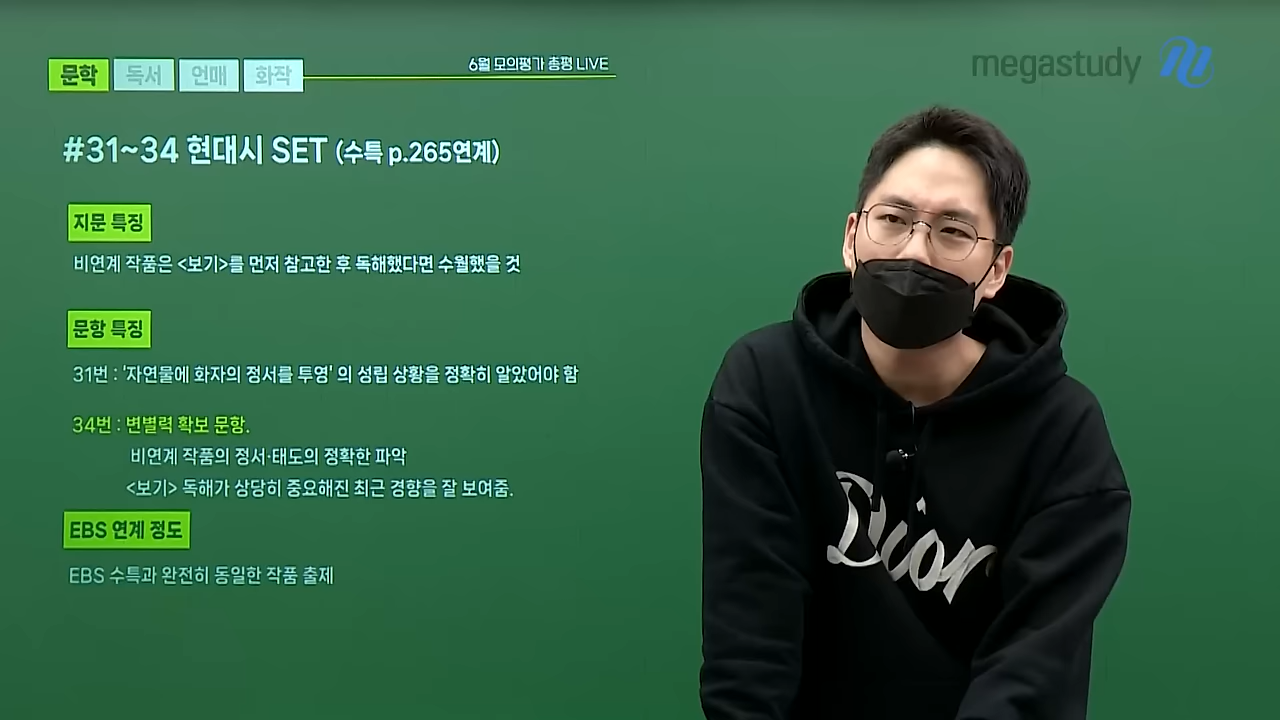 문학 독서 언매 화작
6월 모의평가 총평 LIVE
megastudy
#31~34 현대시 SET (수특 p.265연계)
지문 특징
비연계 작품은 <보기>를 먼저 참고한 후 독해했다면 수월했을 것
문항 특징
31번 : '자연물에 화자의 정서를 투영' 의 성립 상황을 정확히 알았어야 함
34번 : 변별력 확보 문항.
비연계 작품의 정서·태도의 정확한 파악
<보기> 독해가 상당히 중요해진 최근 경향을 잘 보여줌.
EBS 연계 정도
EBS 수특과 완전히 동일한 작품 출제
Dior